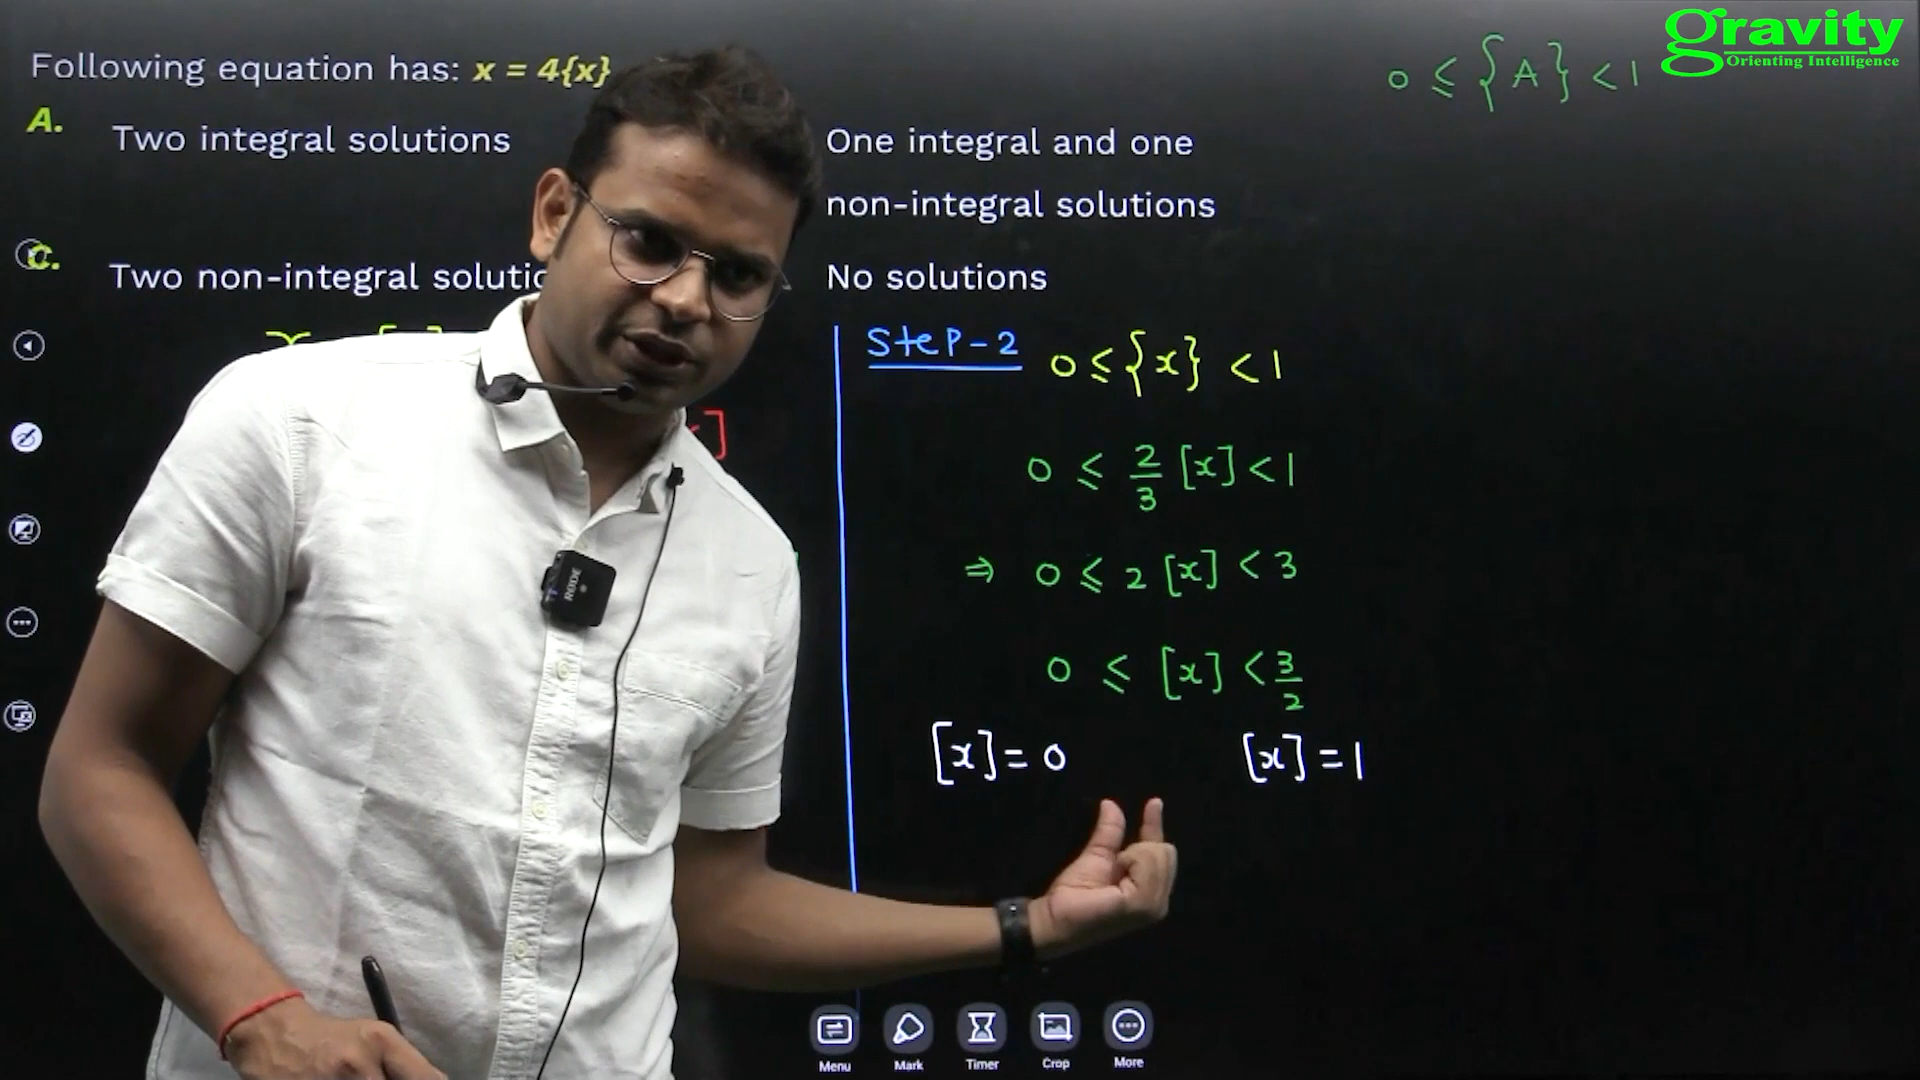 gravity
Orienting Intelligence
Following equation has: x = 4{x}
0 ≤ {A} < 1
A. Two integral solutions
One integral and one
non-integral solutions
C. Two non-integral
No solutions
Step-2 0 ≤ {x} < 1
0 ≤ 2/3 [x] < 1
⇒ 0 ≤ 2 [x] < 3
0 ≤ [x] < 3/2
[x] = 0 [x] = 1
RODE
Menu Mark Timer Crop More